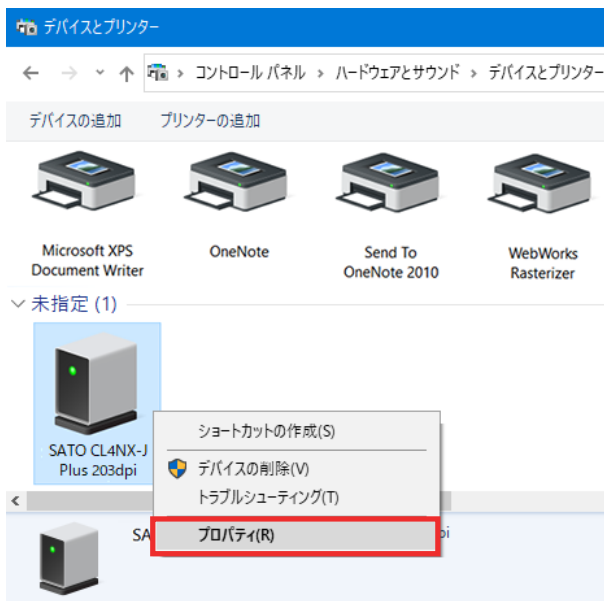 デバイスとプリンター
コントロール パネル › ハードウェアとサウンド › デバイスとプリンター
デバイスの追加 プリンターの追加
Microsoft XPS
Document Writer
OneNote
Send To
OneNote 2010
WebWorks
Rasterizer
未指定 (1)
SATO CL4NX-J
Plus 203dpi
ショートカットの作成(S)
デバイスの削除(V)
トラブルシューティング(T)
プロパティ(R)
SA
pi